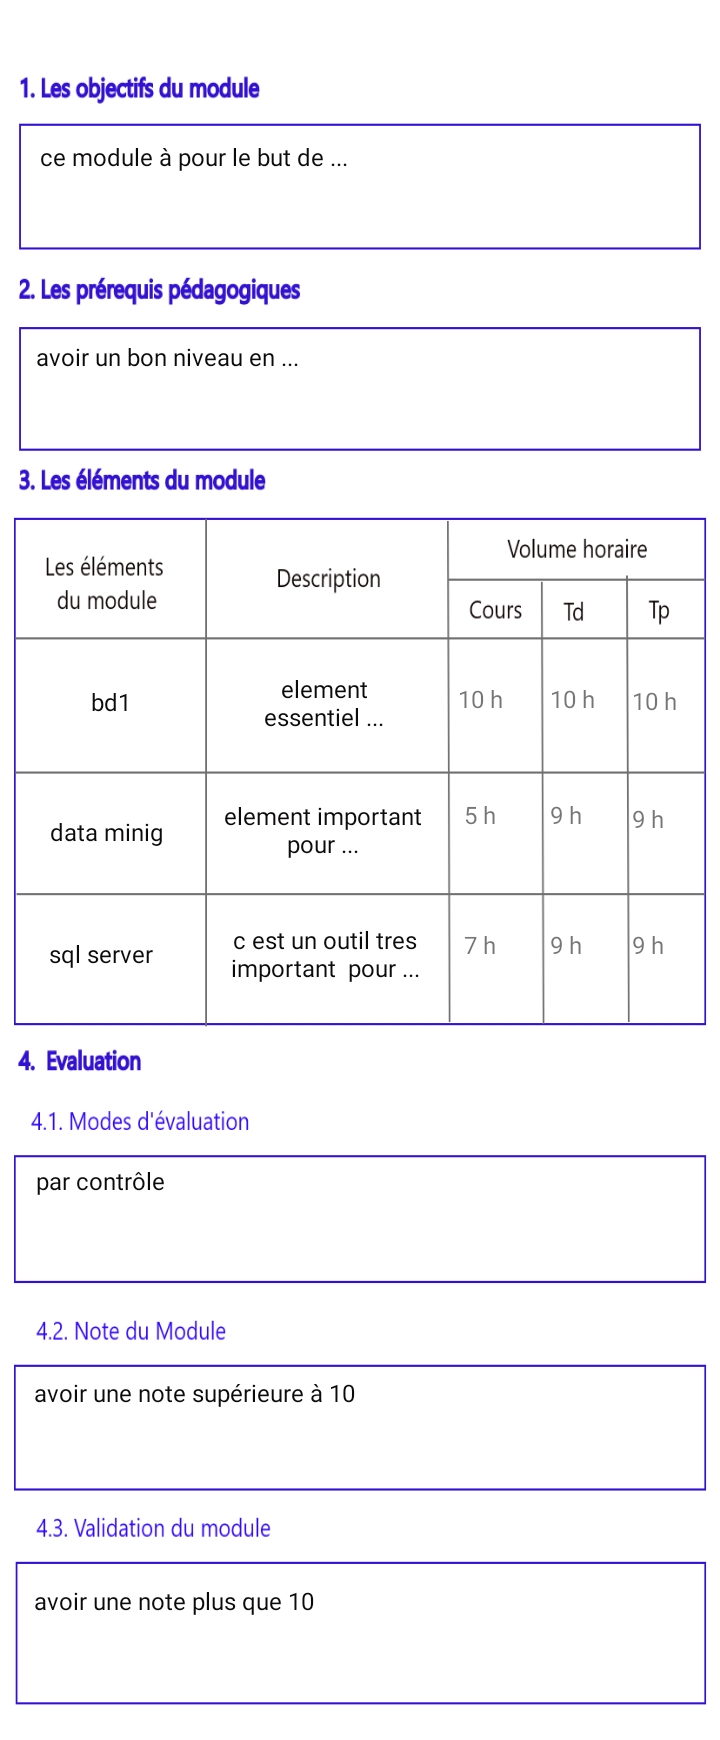 1. Les objectifs du module
ce module à pour le but de ...
2. Les prérequis pédagogiques
avoir un bon niveau en ...
3. Les éléments du module
Les éléments
du module
Description
Volume horaire
Cours
Td
Tp
bd1
element
essentiel ...
10 h
10 h
10 h
data minig
element important
pour ...
5 h
9 h
9 h
sql server
c est un outil tres
important  pour ...
7 h
9 h
9 h
4.  Evaluation
4.1. Modes d'évaluation
par contrôle
4.2. Note du Module
avoir une note supérieure à 10
4.3. Validation du module
avoir une note plus que 10